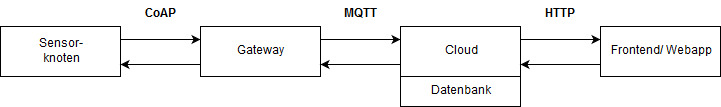 CoAP
MQTT
HTTP
Sensor-
knoten
Gateway
Cloud
Frontend/ Webapp
Datenbank